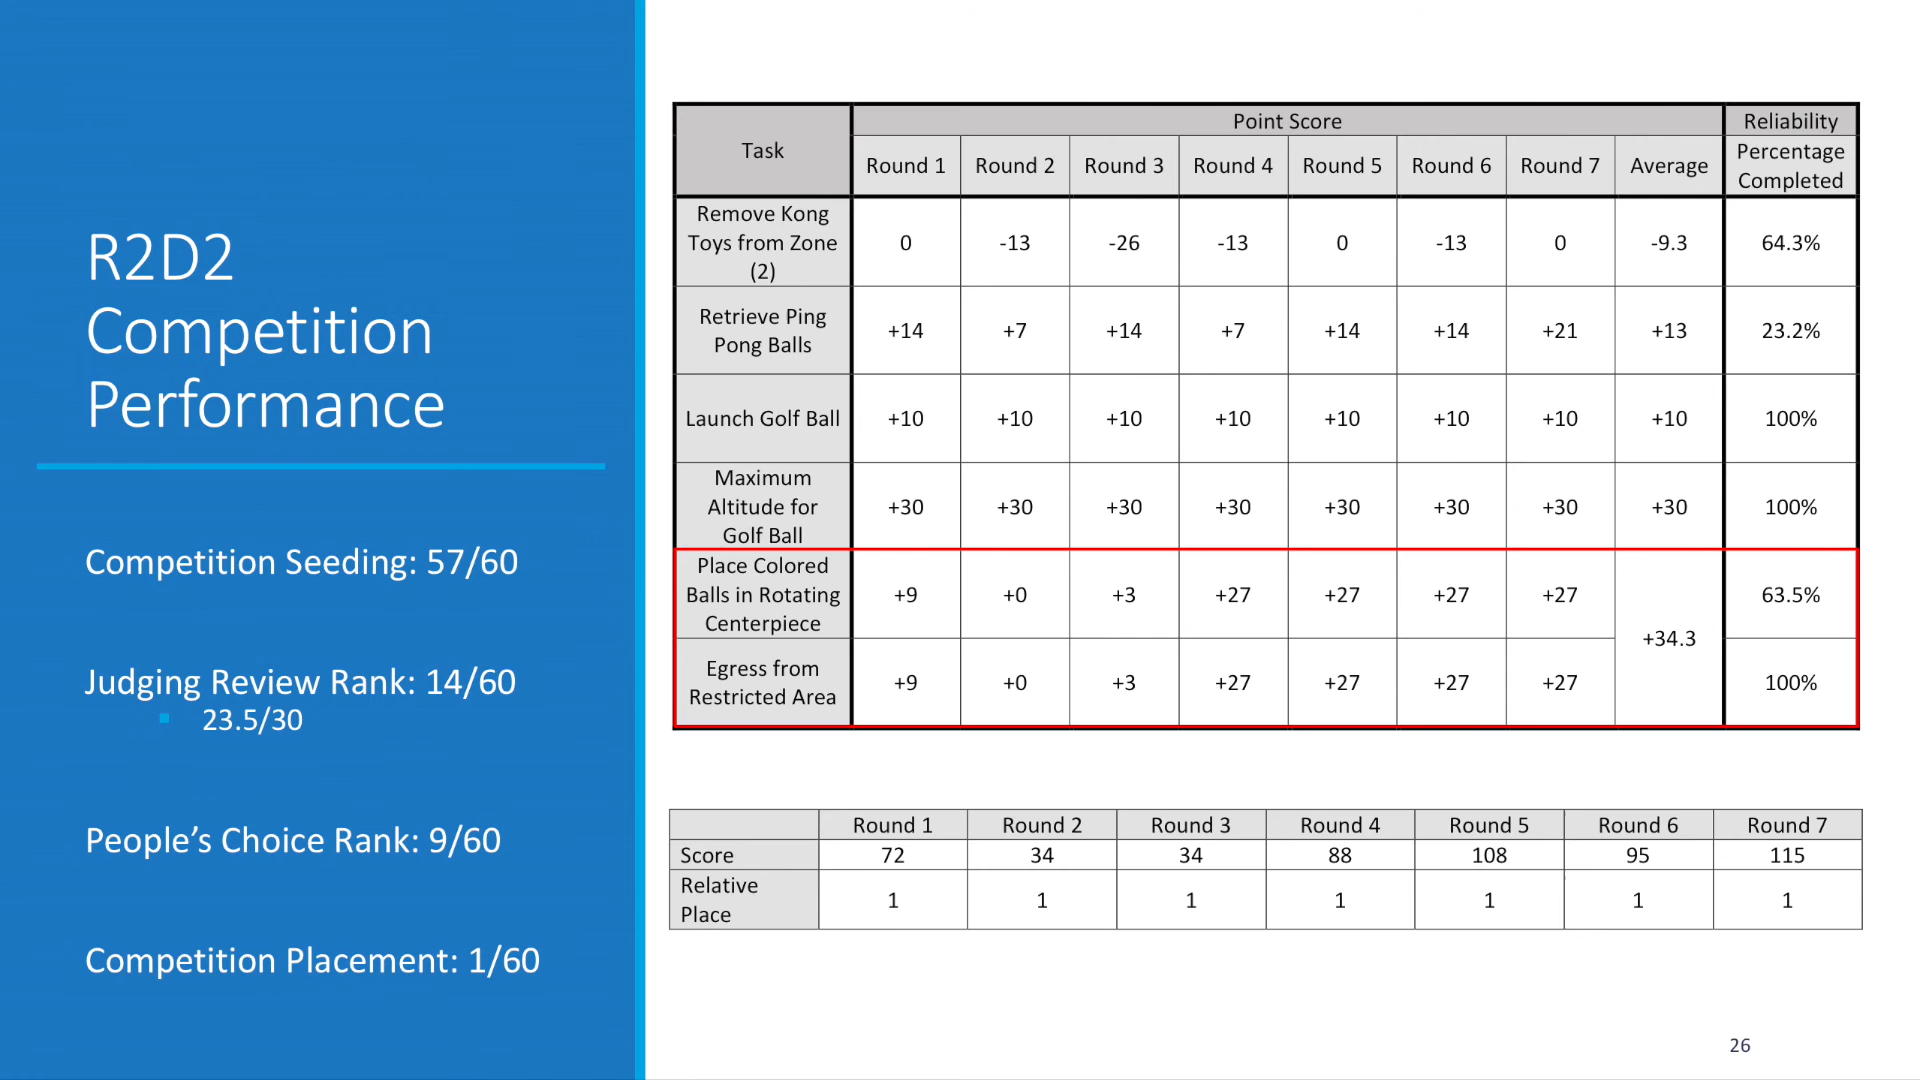 R2D2
Competition
Performance
Competition Seeding: 57/60
Judging Review Rank: 14/60
23.5/30
People’s Choice Rank: 9/60
Competition Placement: 1/60
Task Point Score Reliability
Round 1 Round 2 Round 3 Round 4 Round 5 Round 6 Round 7 Average Percentage Completed
Remove Kong
Toys from Zone
(2)
0 -13 -26 -13 0 -13 0 -9.3 64.3%
Retrieve Ping
Pong Balls
+14 +7 +14 +7 +14 +14 +21 +13 23.2%
Launch Golf Ball +10 +10 +10 +10 +10 +10 +10 +10 100%
Maximum
Altitude for
Golf Ball
+30 +30 +30 +30 +30 +30 +30 +30 100%
Place Colored
Balls in Rotating
Centerpiece
+9 +0 +3 +27 +27 +27 +27 63.5%
+34.3
Egress from
Restricted Area
+9 +0 +3 +27 +27 +27 +27 100%
Round 1 Round 2 Round 3 Round 4 Round 5 Round 6 Round 7
Score 72 34 34 88 108 95 115
Relative
Place
1 1 1 1 1 1 1
26